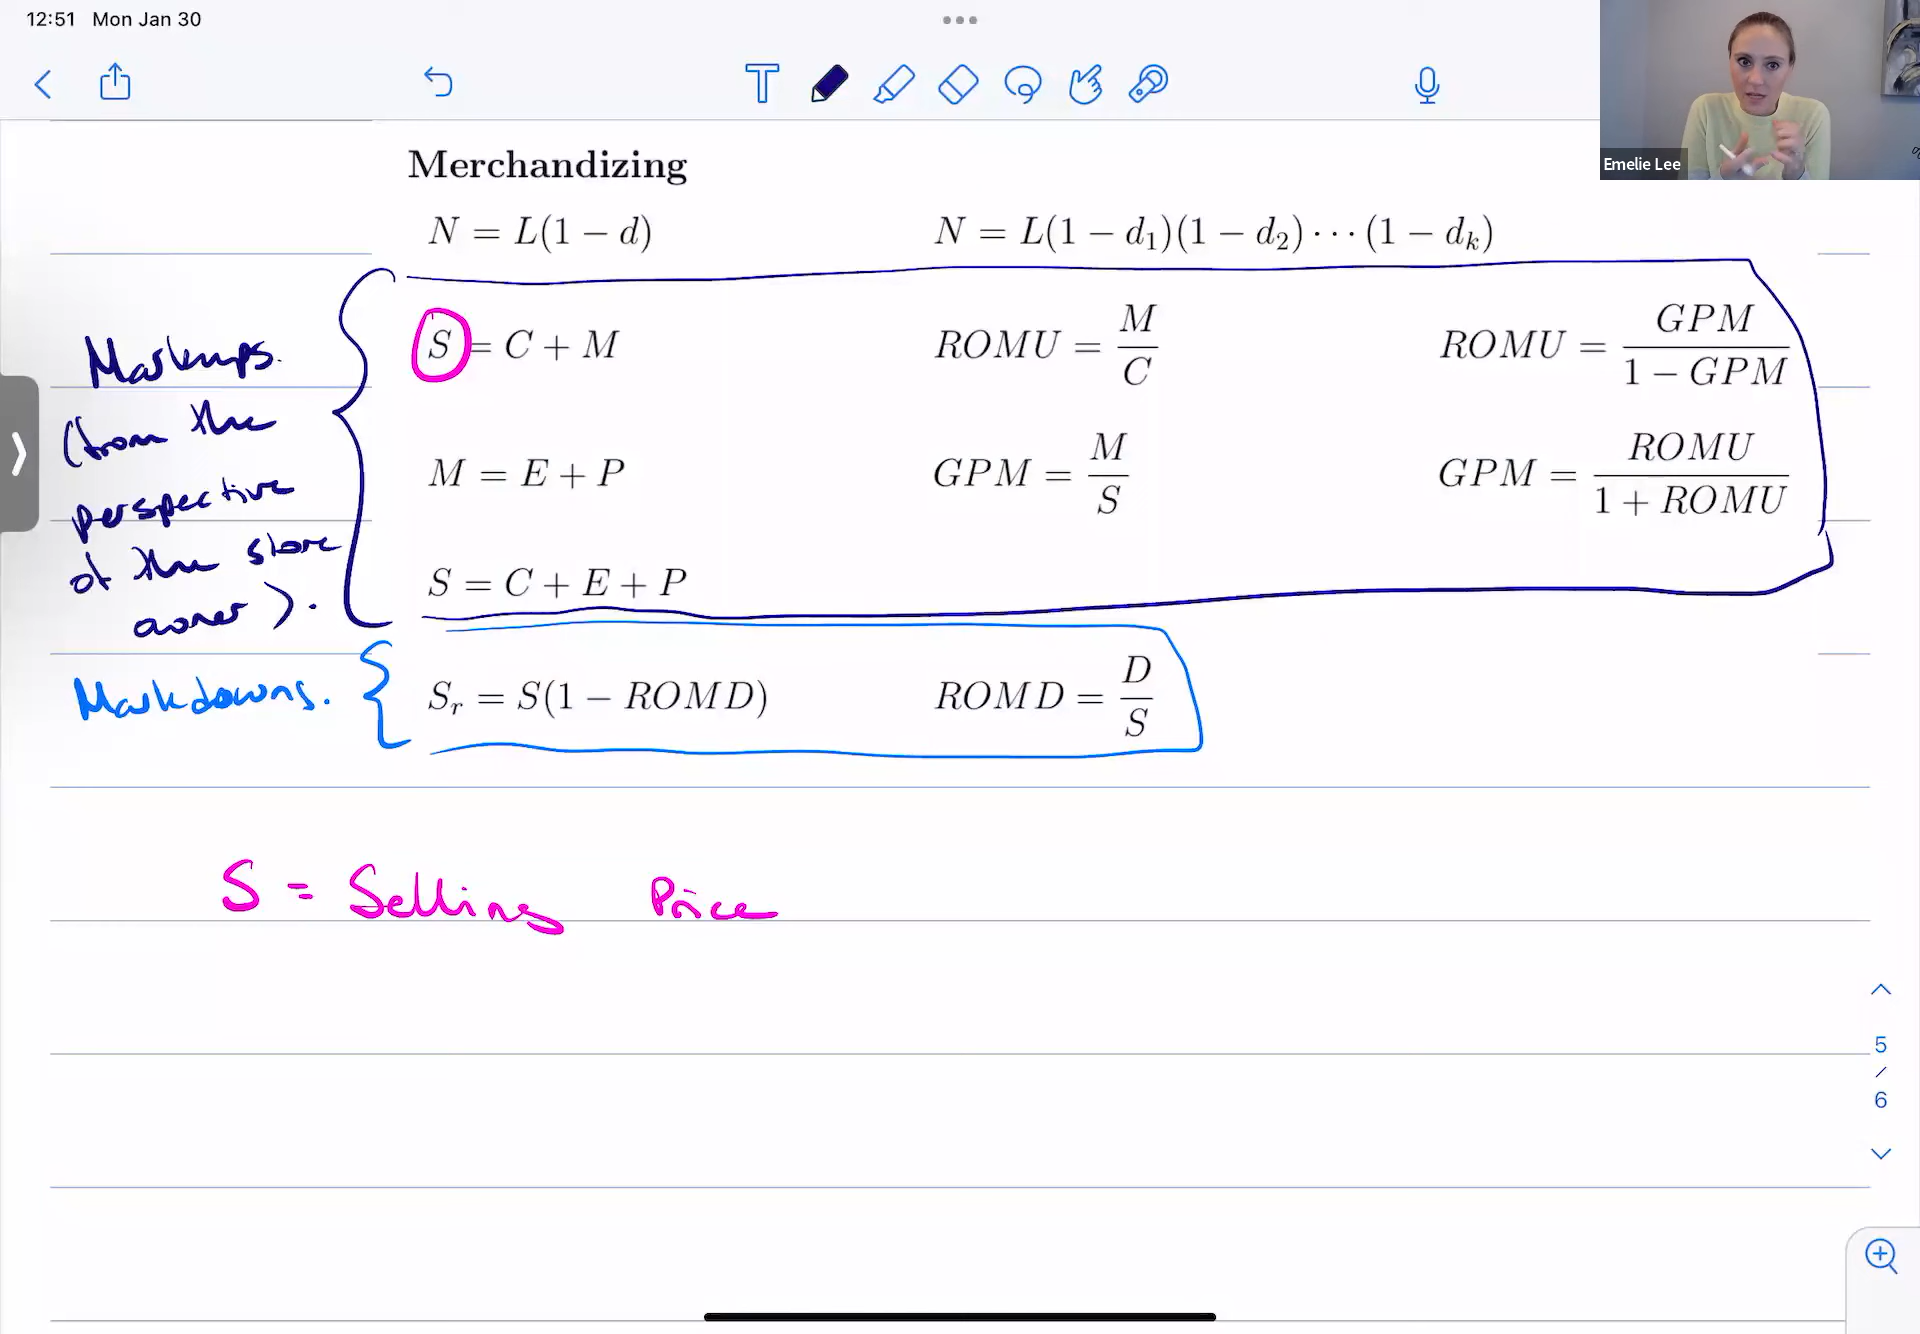 12:51 Mon Jan 30
T
Emelie Lee
Merchandizing
N = L(1 − d)
N = L(1 − d₁)(1 − d₂) ··· (1 − dₖ)
S = C + M
ROMU = M/C
ROMU = GPM/(1 − GPM)
M = E + P
GPM = M/S
GPM = ROMU/(1 + ROMU)
S = C + E + P
Markups.
(from the
perspective
of the store
owner).
Markdowns.
Sᵣ = S(1 − ROMD)
ROMD = D/S
S = Selling Price
5
/
6